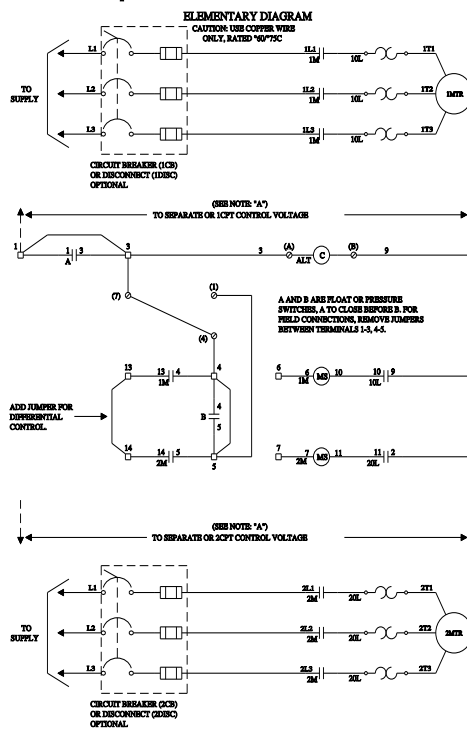 ELEMENTARY DIAGRAM
CAUTION: USE COPPER WIRE
ONLY, RATED "60/"75C
L1
1L1
1M
10L
1T1
TO
SUPPLY
L2
1L2
1M
10L
1T2
1MTR
L3
1L3
1M
10L
1T3
CIRCUIT BREAKER (1CB)
OR DISCONNECT (1DISC)
OPTIONAL
(SEE NOTE: "A")
TO SEPARATE OR 1CPT CONTROL VOLTAGE
1
1 3
A
3
3
(A)
ALT
C
(B)
9
(7)
(1)
(4)
A AND B ARE FLOAT OR PRESSURE
SWITCHES, A TO CLOSE BEFORE B. FOR
FIELD CONNECTIONS, REMOVE JUMPERS
BETWEEN TERMINALS 1-3, 4-5.
13
13 4
1M
4
6
6
1M
MS
10
10 9
10L
ADD JUMPER FOR
DIFFERENTIAL
CONTROL.
4
B
5
14
14 5
2M
5
7
7
2M
MS
11
11 2
20L
(SEE NOTE: "A")
TO SEPARATE OR 2CPT CONTROL VOLTAGE
L1
2L1
2M
20L
2T1
TO
SUPPLY
L2
2L2
2M
20L
2T2
2MTR
L3
2L3
2M
20L
2T3
CIRCUIT BREAKER (2CB)
OR DISCONNECT (2DISC)
OPTIONAL